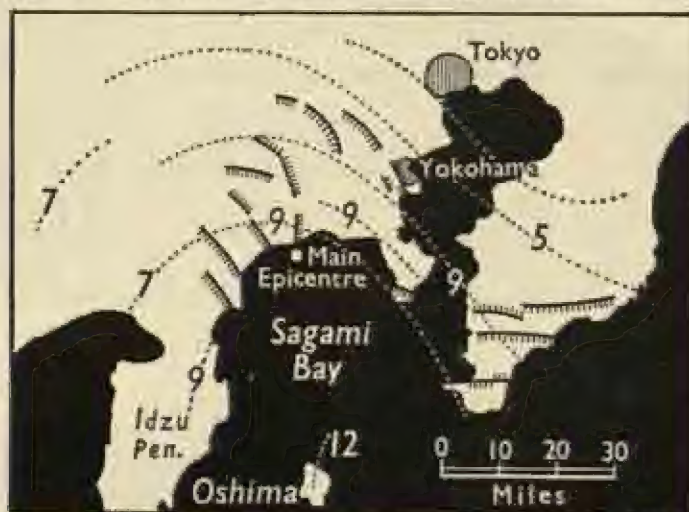 Tokyo
Yokohama
7
9
9
5
Main
Epicentre
7
9
Sagami
Bay
9
Idzu
Pen.
12
0 10 20 30
Oshima
Miles